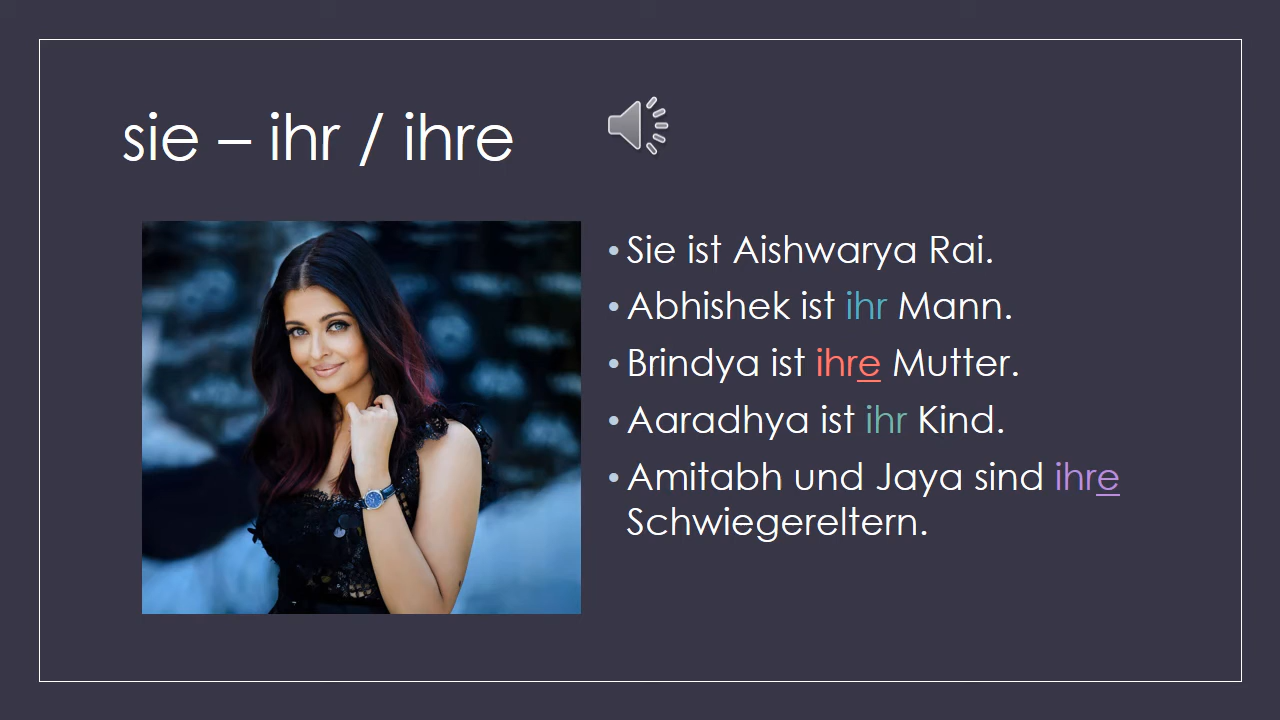 sie – ihr / ihre
• Sie ist Aishwarya Rai.
• Abhishek ist ihr Mann.
• Brindya ist ihre Mutter.
• Aaradhya ist ihr Kind.
• Amitabh und Jaya sind ihre
Schwiegereltern.